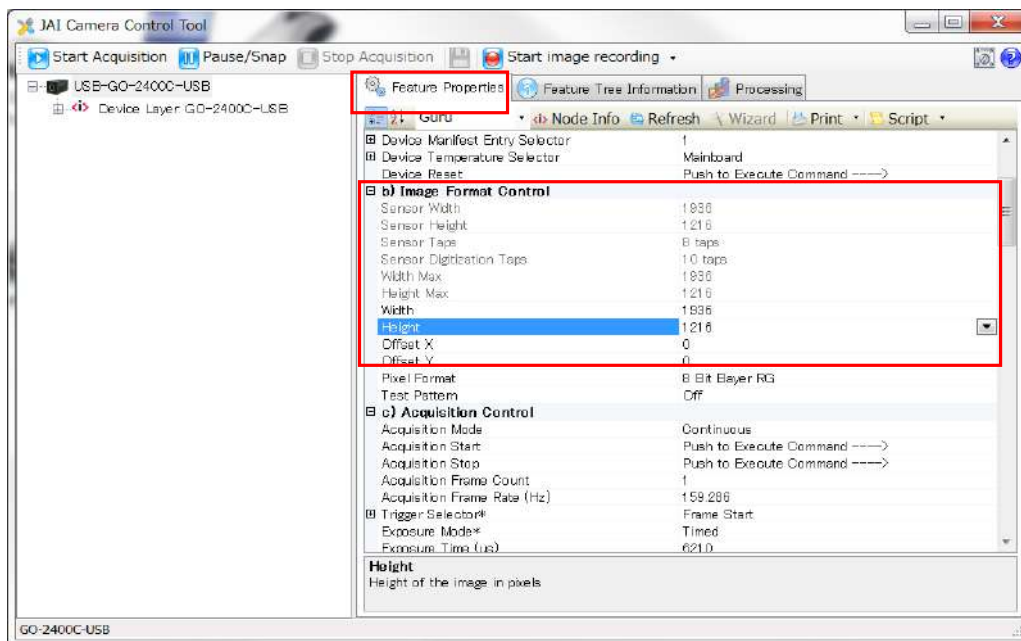 JAI Camera Control Tool
Start Acquisition Pause/Snap Stop Acquisition Start image recording
USB-GO-2400C-USB
Device Layer GO-2400C-USB
Feature Properties Feature Tree Information Processing
Guru Node Info Refresh Wizard Print Script
Device Manifest Entry Selector 1
Device Temperature Selector Mainboard
Device Reset Push to Execute Command ---->
b) Image Format Control
Sensor Width 1936
Sensor Height 1216
Sensor Taps 8 taps
Sensor Digitization Taps 10 taps
Width Max 1936
Height Max 1216
Width 1936
Height 1216
Offset X 0
Offset Y 0
Pixel Format 8 Bit Bayer RG
Test Pattern Off
c) Acquisition Control
Acquisition Mode Continuous
Acquisition Start Push to Execute Command ---->
Acquisition Stop Push to Execute Command ---->
Acquisition Frame Count 1
Acquisition Frame Rate (Hz) 159.286
Trigger Selector* Frame Start
Exposure Mode* Timed
Exposure Time (us) 6210
Height
Height of the image in pixels
GO-2400C-USB